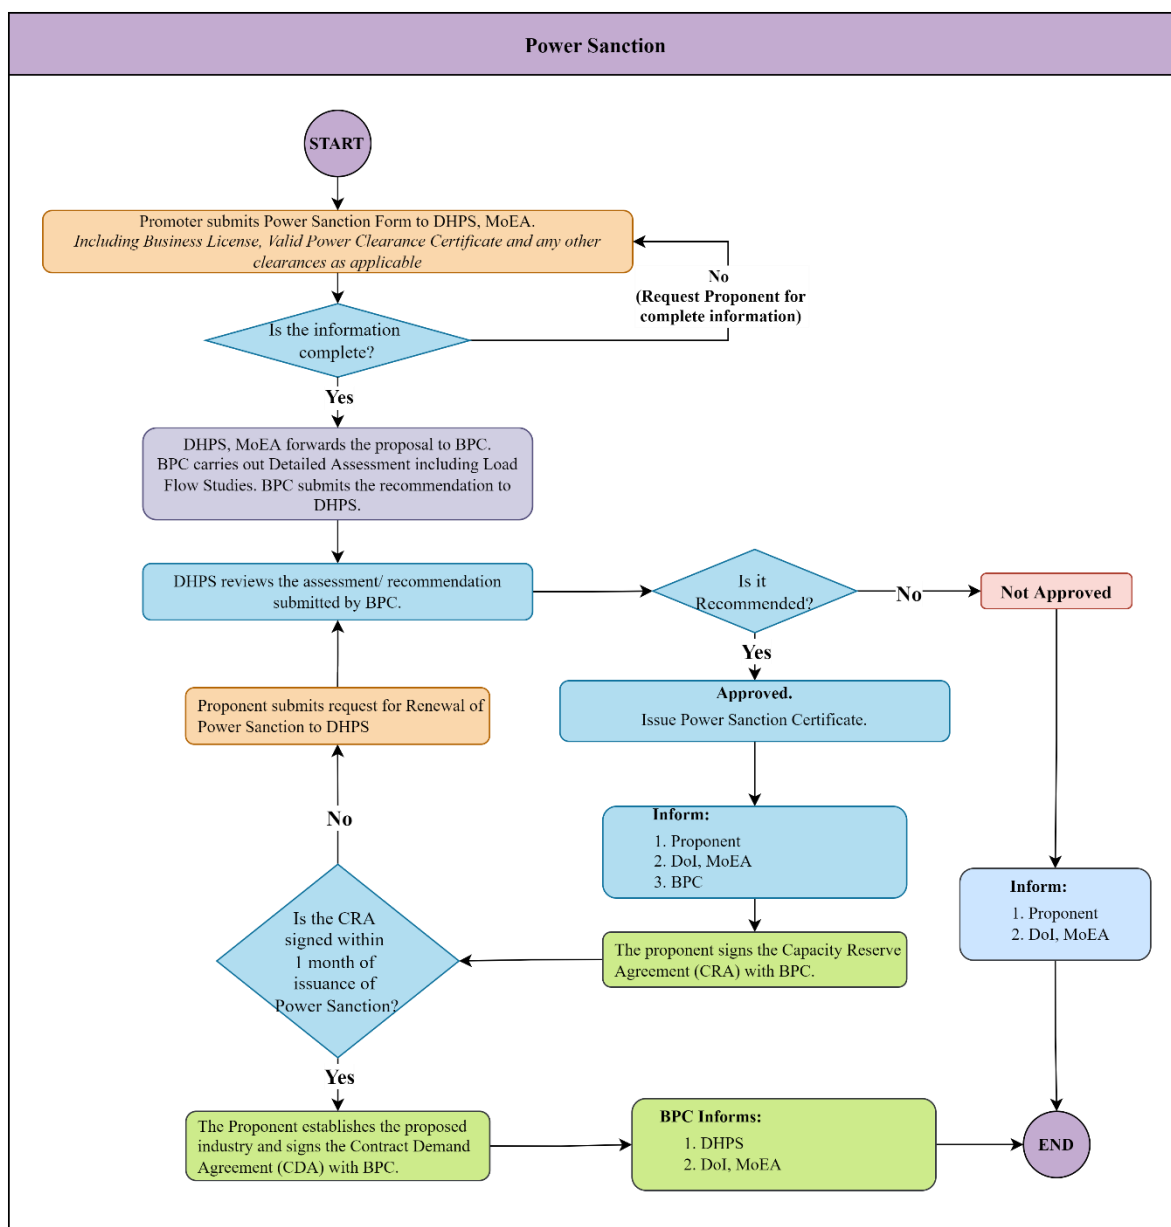 Power Sanction
START
Promoter submits Power Sanction Form to DHPS, MoEA.
Including Business License, Valid Power Clearance Certificate and any other
clearances as applicable
No
(Request Proponent for
complete information)
Is the information
complete?
Yes
DHPS, MoEA forwards the proposal to BPC.
BPC carries out Detailed Assessment including Load
Flow Studies. BPC submits the recommendation to
DHPS.
DHPS reviews the assessment/ recommendation
submitted by BPC.
Is it
Recommended?
No
Not Approved
Yes
Approved.
Issue Power Sanction Certificate.
Proponent submits request for Renewal of
Power Sanction to DHPS
No
Inform:
1. Proponent
2. DoI, MoEA
3. BPC
Inform:
1. Proponent
2. DoI, MoEA
The proponent signs the Capacity Reserve
Agreement (CRA) with BPC.
Is the CRA
signed within
1 month of
issuance of
Power Sanction?
Yes
The Proponent establishes the proposed
industry and signs the Contract Demand
Agreement (CDA) with BPC.
BPC Informs:
1. DHPS
2. DoI, MoEA
END